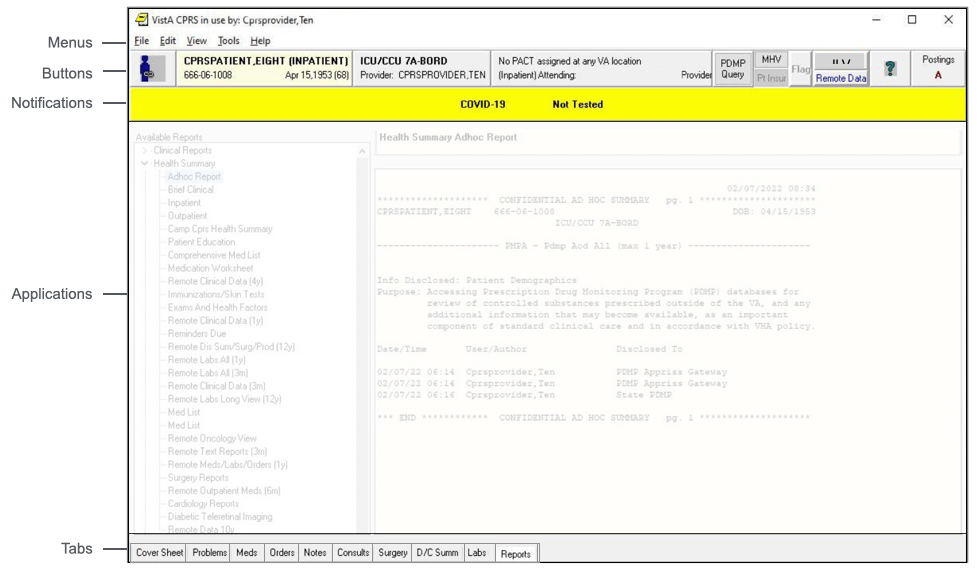 VistA CPRS in use by: Cprsprovider,Ten
Menus
File Edit View Tools Help
Buttons
CPRSPATIENT,EIGHT (INPATIENT)
666-06-1008 Apr 15,1953 (68)
ICU/CCU 7A-BORD
Provider: CPRSPROVIDER,TEN
No PACT assigned at any VA location
(Inpatient) Attending: Provider
PDMP
Query
MHV
Pt Insur
Flag
Remote Data
?
Postings
A
Notifications
COVID-19 Not Tested
Available Reports
Health Summary Adhoc Report
Clinical Reports
Health Summary
Adhoc Report
Brief Clinical
Inpatient
Outpatient
Camp Cprs Health Summary
Patient Education
Comprehensive Med List
Medication Worksheet
Remote Clinical Data (4y)
Immunizations/Skin Tests
Exams And Health Factors
Remote Clinical Data (1y)
Reminders Due
Remote Dis Sum/Surg/Prod (12y)
Remote Labs All (1y)
Remote Labs All (3m)
Remote Clinical Data (3m)
Remote Labs Long View (12y)
Med List
Med List
Remote Oncology View
Remote Text Reports (3m)
Remote Meds/Labs/Orders (1y)
Surgery Reports
Remote Outpatient Meds (6m)
Cardiology Reports
Diabetic Teleretinal Imaging
Remote Data 10y
Applications
02/07/2022 08:34
******************** CONFIDENTIAL AD HOC SUMMARY pg. 1 *********************
CPRSPATIENT,EIGHT 666-06-1008 DOB: 04/15/1953
ICU/CCU 7A-BORD
---------------------- PMPA - Pdmp Aod All (max 1 year) ----------------------
Info Disclosed: Patient Demographics
Purpose: Accessing Prescription Drug Monitoring Program (PDMP) databases for
review of controlled substances prescribed outside of the VA, and any
additional information that may become available, as an important
component of standard clinical care and in accordance with VHA policy.
Date/Time User/Author Disclosed To
02/07/22 06:14 Cprsprovider,Ten PDMP Appriss Gateway
02/07/22 06:14 Cprsprovider,Ten PDMP Appriss Gateway
02/07/22 06:16 Cprsprovider,Ten State PDMP
*** END ************ CONFIDENTIAL AD HOC SUMMARY pg. 1 ********************
Tabs
Cover Sheet Problems Meds Orders Notes Consults Surgery D/C Summ Labs Reports